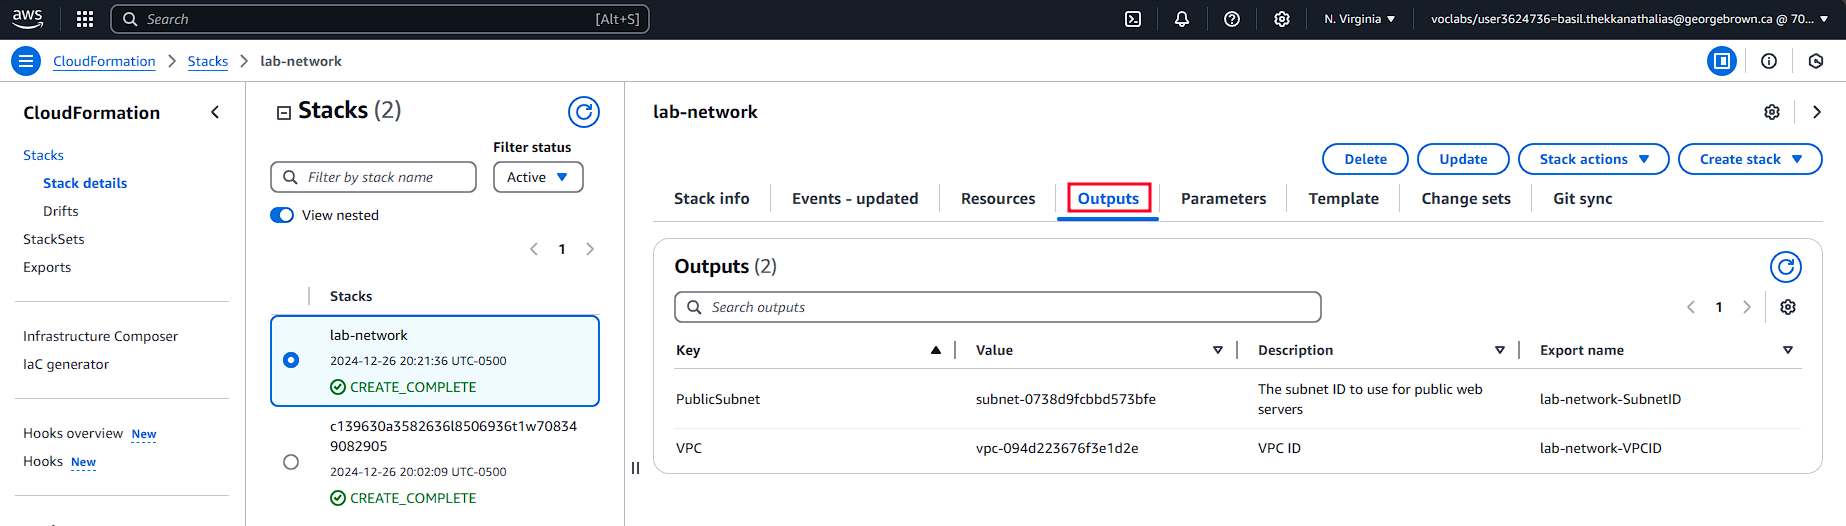 aws
Search [Alt+S]
N. Virginia
voclabs/user3624736=basil.thekkanathalias@georgebrown.ca @ 70...
CloudFormation
Stacks
lab-network
CloudFormation
Stacks
Stack details
Drifts
StackSets
Exports
Infrastructure Composer
IaC generator
Hooks overview New
Hooks New
Stacks (2)
Filter status
Filter by stack name
Active
View nested
1
Stacks
lab-network
2024-12-26 20:21:36 UTC-0500
CREATE_COMPLETE
c139630a3582636l8506936t1w70834
9082905
2024-12-26 20:02:09 UTC-0500
CREATE_COMPLETE
lab-network
Delete
Update
Stack actions
Create stack
Stack info
Events - updated
Resources
Outputs
Parameters
Template
Change sets
Git sync
Outputs (2)
Search outputs
1
Key Value Description Export name
PublicSubnet subnet-0738d9fcbbd573bfe The subnet ID to use for public web
servers lab-network-SubnetID
VPC vpc-094d223676f3e1d2e VPC ID lab-network-VPCID